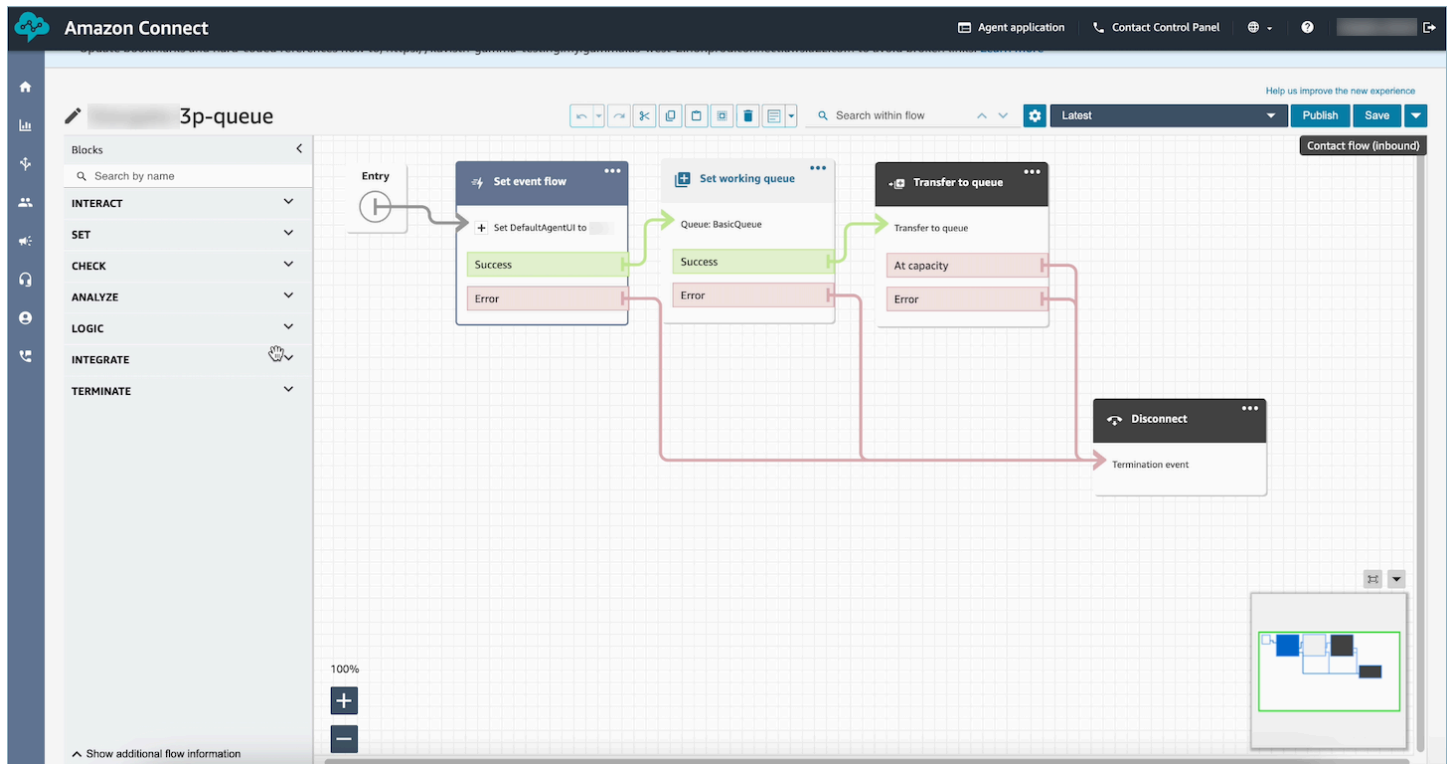 Amazon Connect
Agent application
Contact Control Panel
Help us improve the new experience
3p-queue
Search within flow
Latest
Publish
Save
Contact flow (inbound)
Blocks
Search by name
INTERACT
SET
CHECK
ANALYZE
LOGIC
INTEGRATE
TERMINATE
Show additional flow information
Entry
Set event flow
Set DefaultAgentUI to
Success
Error
Set working queue
Queue: BasicQueue
Success
Error
Transfer to queue
Transfer to queue
At capacity
Error
Disconnect
Termination event
100%